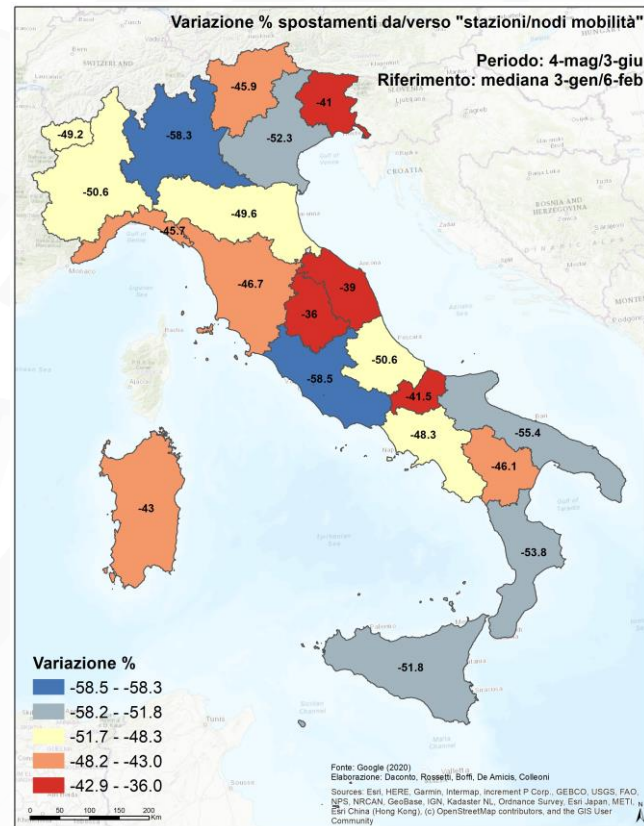 Variazione % spostamenti da/verso "stazioni/nodi mobilità"
Periodo: 4-mag/3-giu
Riferimento: mediana 3-gen/6-feb
SWITZERLAND
HUNGARY
-45.9
-41
-49.2
-58.3
-52.3
CROATIA
-50.6
-49.6
BOSNIA AND
HERZEGOVINA
-45.7
Monaco
-46.7
-39
-36
-50.6
-58.5
-41.5
-55.4
-48.3
-46.1
-43
-53.8
-51.8
Tunis
Valletta
Variazione %
-58.5 - -58.3
-58.2 - -51.8
-51.7 - -48.3
-48.2 - -43.0
-42.9 - -36.0
0 50 100 200
Km
Fonte: Google (2020)
Elaborazione: Daconto, Rossetti, Boffi, De Amicis, Colleoni
Sources: Esri, HERE, Garmin, Intermap, increment P Corp., GEBCO, USGS, FAO,
NPS, NRCAN, GeoBase, IGN, Kadaster NL, Ordnance Survey, Esri Japan, METI,
Esri China (Hong Kong), (c) OpenStreetMap contributors, and the GIS User
Community
N